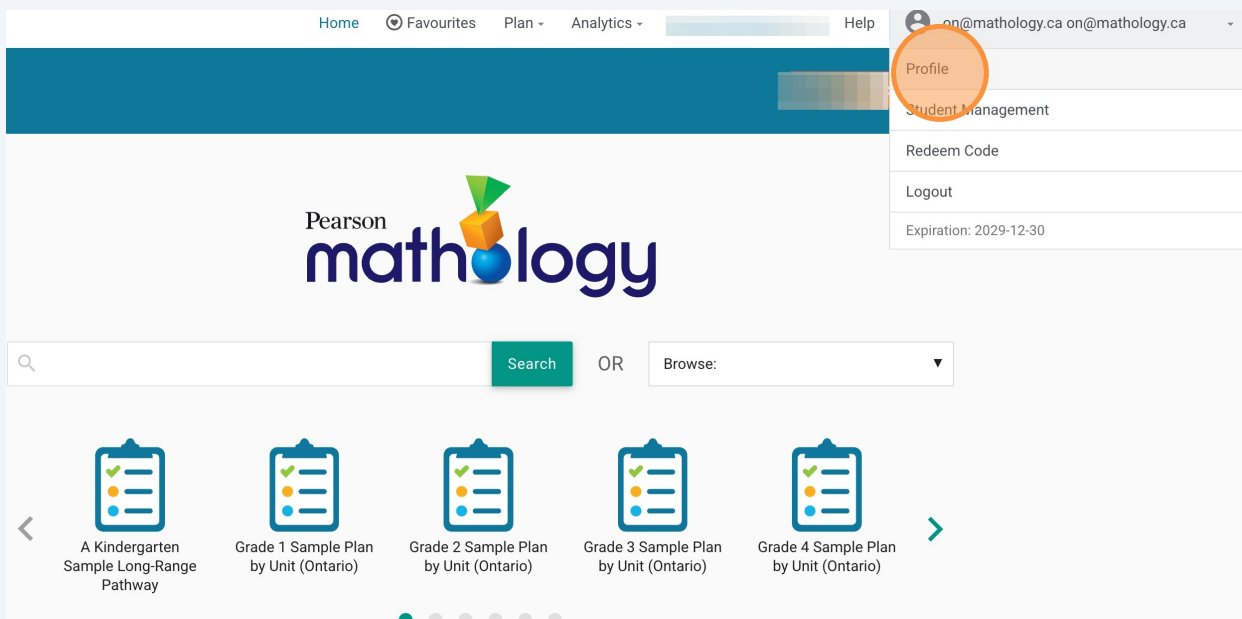 Home Favourites Plan Analytics Help on@mathology.ca on@mathology.ca
Profile
Student Management
Redeem Code
Logout
Expiration: 2029-12-30
Pearson
mathology
Search OR Browse:
A Kindergarten
Sample Long-Range
Pathway
Grade 1 Sample Plan
by Unit (Ontario)
Grade 2 Sample Plan
by Unit (Ontario)
Grade 3 Sample Plan
by Unit (Ontario)
Grade 4 Sample Plan
by Unit (Ontario)